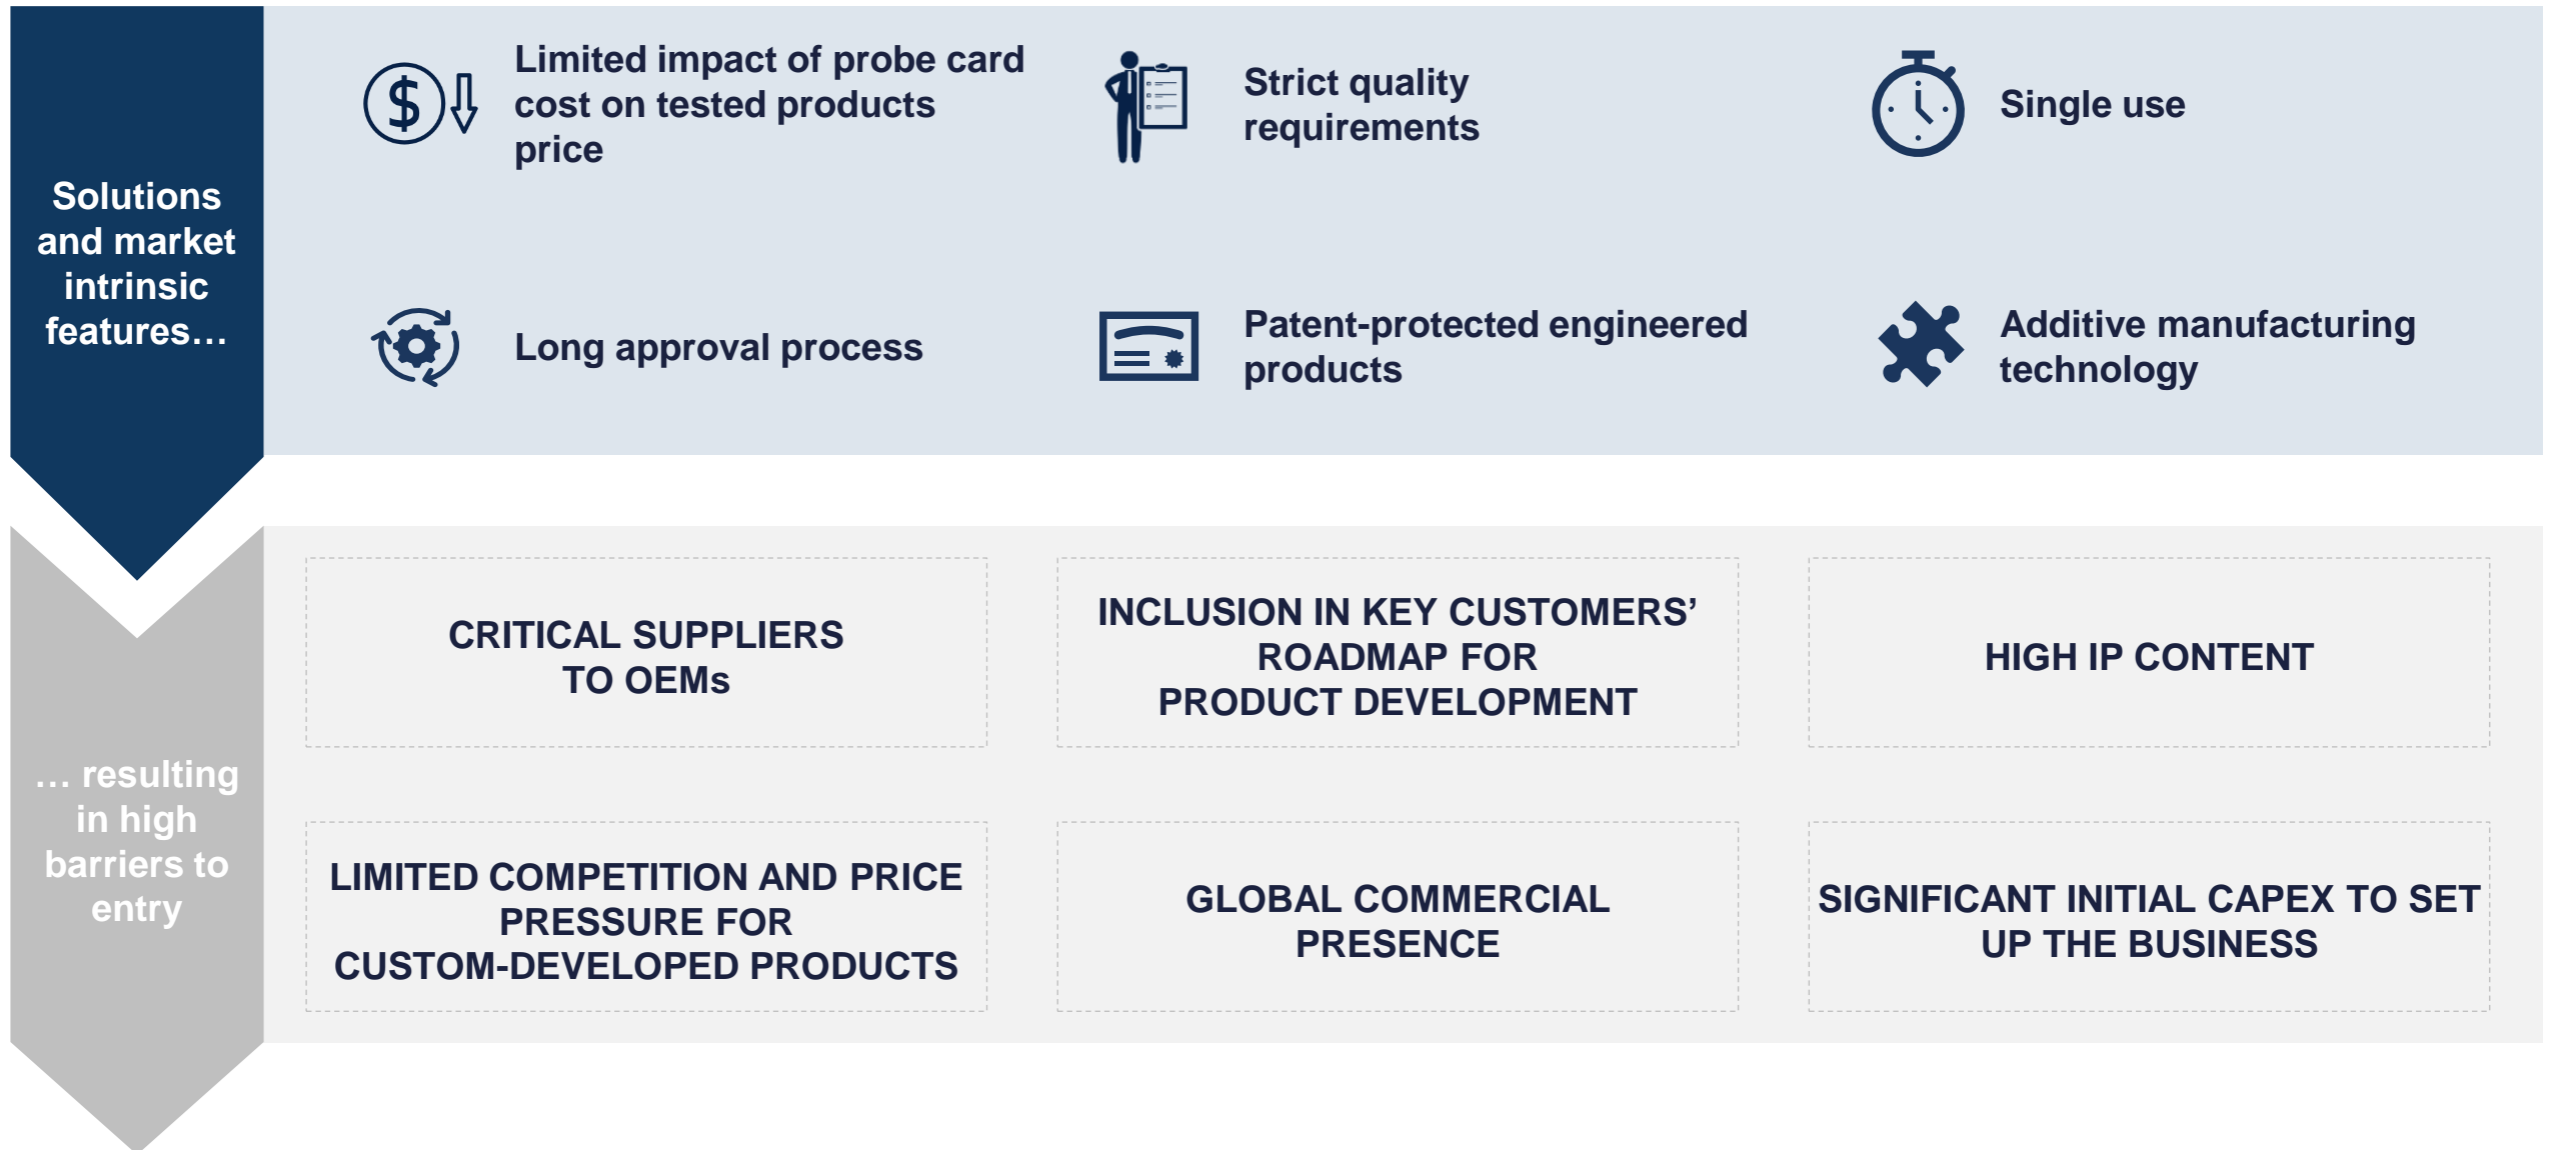 Solutions
and market
intrinsic
features…
Limited impact of probe card
cost on tested products
price
Strict quality
requirements
Single use
Long approval process
Patent-protected engineered
products
Additive manufacturing
technology
… resulting
in high
barriers to
entry
CRITICAL SUPPLIERS
TO OEMs
INCLUSION IN KEY CUSTOMERS’
ROADMAP FOR
PRODUCT DEVELOPMENT
HIGH IP CONTENT
LIMITED COMPETITION AND PRICE
PRESSURE FOR
CUSTOM-DEVELOPED PRODUCTS
GLOBAL COMMERCIAL
PRESENCE
SIGNIFICANT INITIAL CAPEX TO SET
UP THE BUSINESS